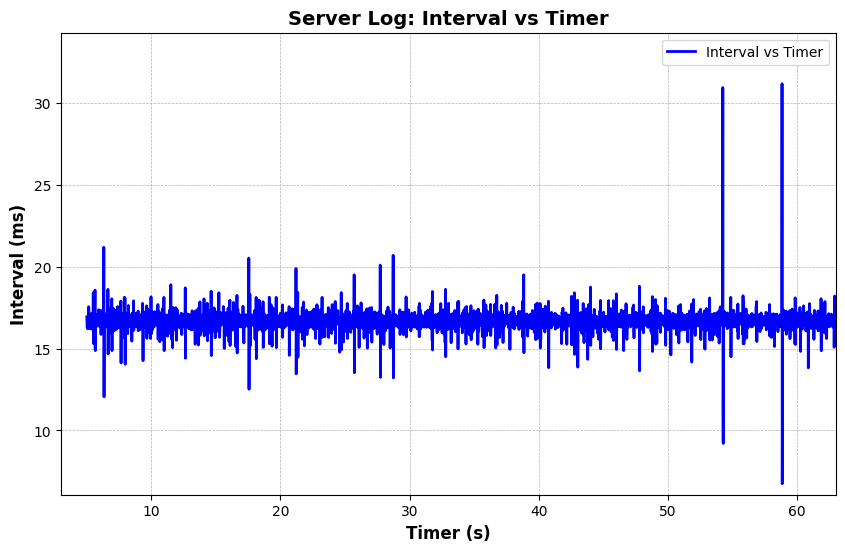 Server Log: Interval vs Timer
Interval vs Timer
30
25
20
15
10
Interval (ms)
10 20 30 40 50 60
Timer (s)